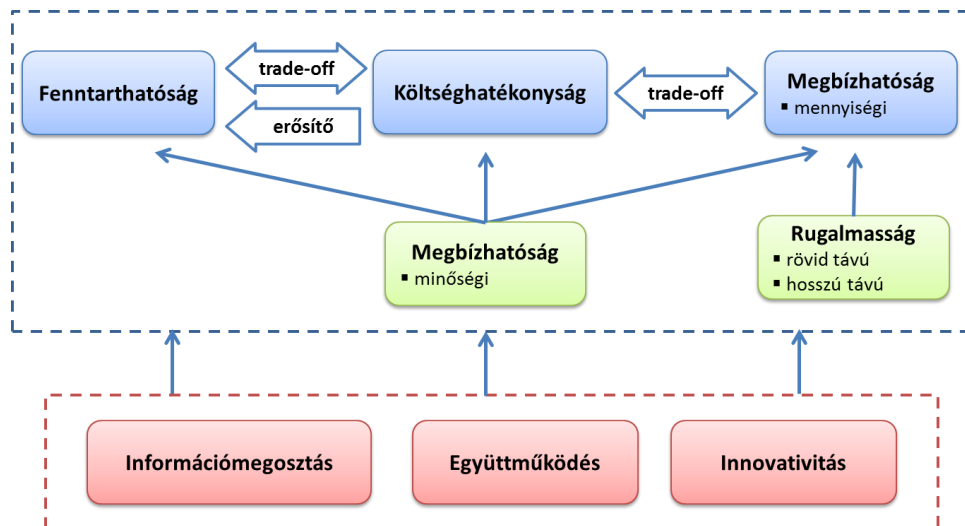 Fenntarthatóság
trade-off
erősítő
Költséghatékonyság
trade-off
Megbízhatóság
▪ mennyiségi
Megbízhatóság
▪ minőségi
Rugalmasság
▪ rövid távú
▪ hosszú távú
Információmegosztás
Együttműködés
Innovativitás